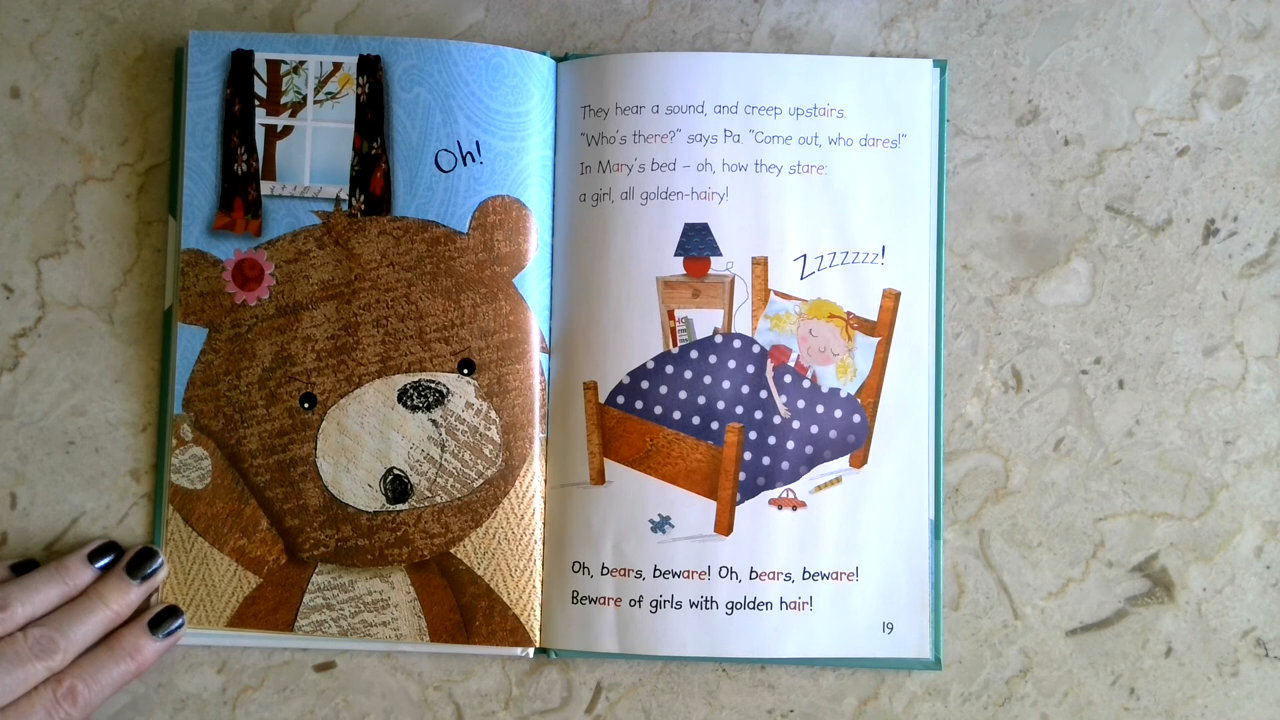 Oh!
They hear a sound, and creep upstairs.
"Who's there?" says Pa. "Come out, who dares!"
In Mary's bed – oh, how they stare:
a girl, all golden-hairy!
Zzzzzzz!
Oh, bears, beware! Oh, bears, beware!
Beware of girls with golden hair!
19